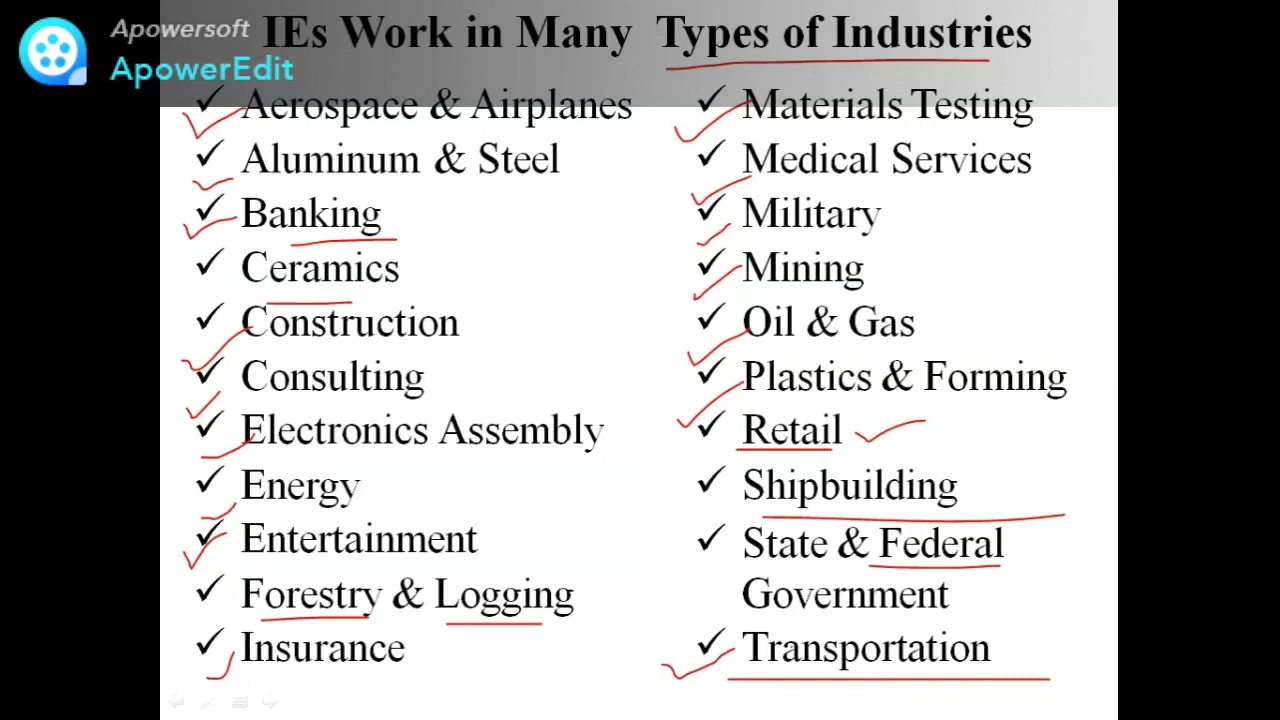 Apowersoft
ApowerEdit
IEs Work in Many Types of Industries
✓ Aerospace & Airplanes
✓ Aluminum & Steel
✓ Banking
✓ Ceramics
✓ Construction
✓ Consulting
✓ Electronics Assembly
✓ Energy
✓ Entertainment
✓ Forestry & Logging
✓ Insurance
✓ Materials Testing
✓ Medical Services
✓ Military
✓ Mining
✓ Oil & Gas
✓ Plastics & Forming
✓ Retail
✓ Shipbuilding
✓ State & Federal
Government
✓ Transportation